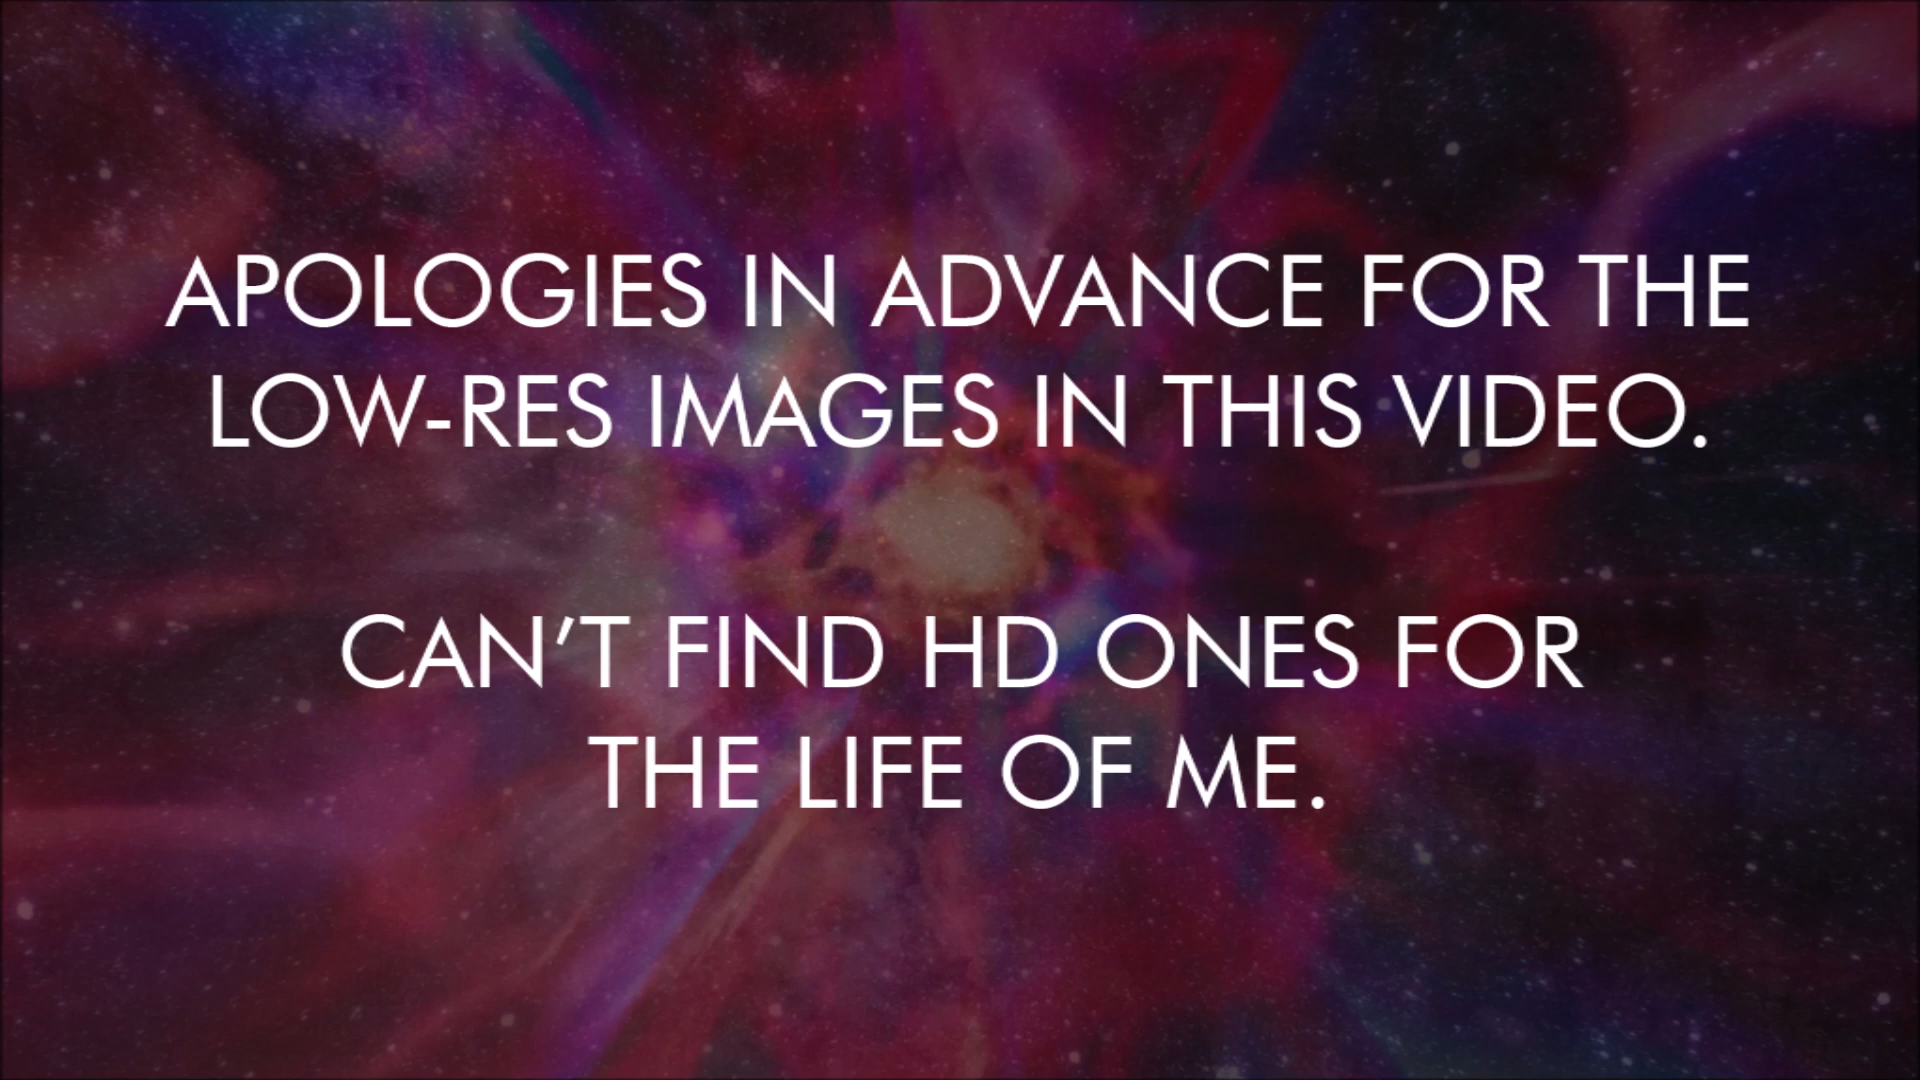 APOLOGIES IN ADVANCE FOR THE
LOW-RES IMAGES IN THIS VIDEO.
CAN'T FIND HD ONES FOR
THE LIFE OF ME.